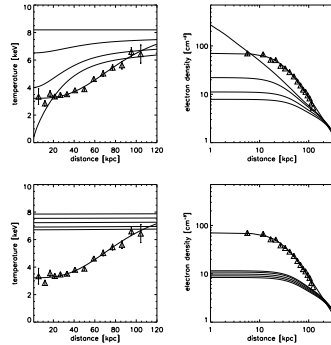 8
6
4
2
0
temperature [keV]
20 40 60 80 100 120
distance [kpc]
100
10
1
electron density [cm⁻³]
1 10 100
distance [kpc]
10
8
6
4
2
0
temperature [keV]
0 20 40 60 80 100 120
distance [kpc]
1000
100
10
1
electron density [cm⁻³]
1 10 100
distance [kpc]